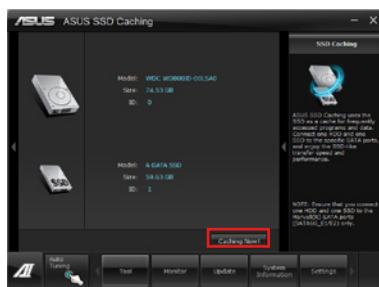 ASUS ASUS SSD Caching
SSD Caching
Model: WDC WD800JD-00LSA0
Size: 74.53 GB
ID: 0
ASUS SSD Caching uses the
SSD as a cache for frequently
accessed programs and data.
Connect one HDD and one
SSD to the specific SATA ports,
and enjoy the SSD-like
transfer speed and
performance.
SSD
Model: A-DATA SSD
Size: 59.63 GB
ID: 1
NOTE: Ensure that you connect
one HDD and one SSD to the
Marvell(R) SATA ports
(SATA6G_E1/E2) only.
Caching Now!
Auto
Tuning
Tool
Monitor
Update
System
Information
Settings